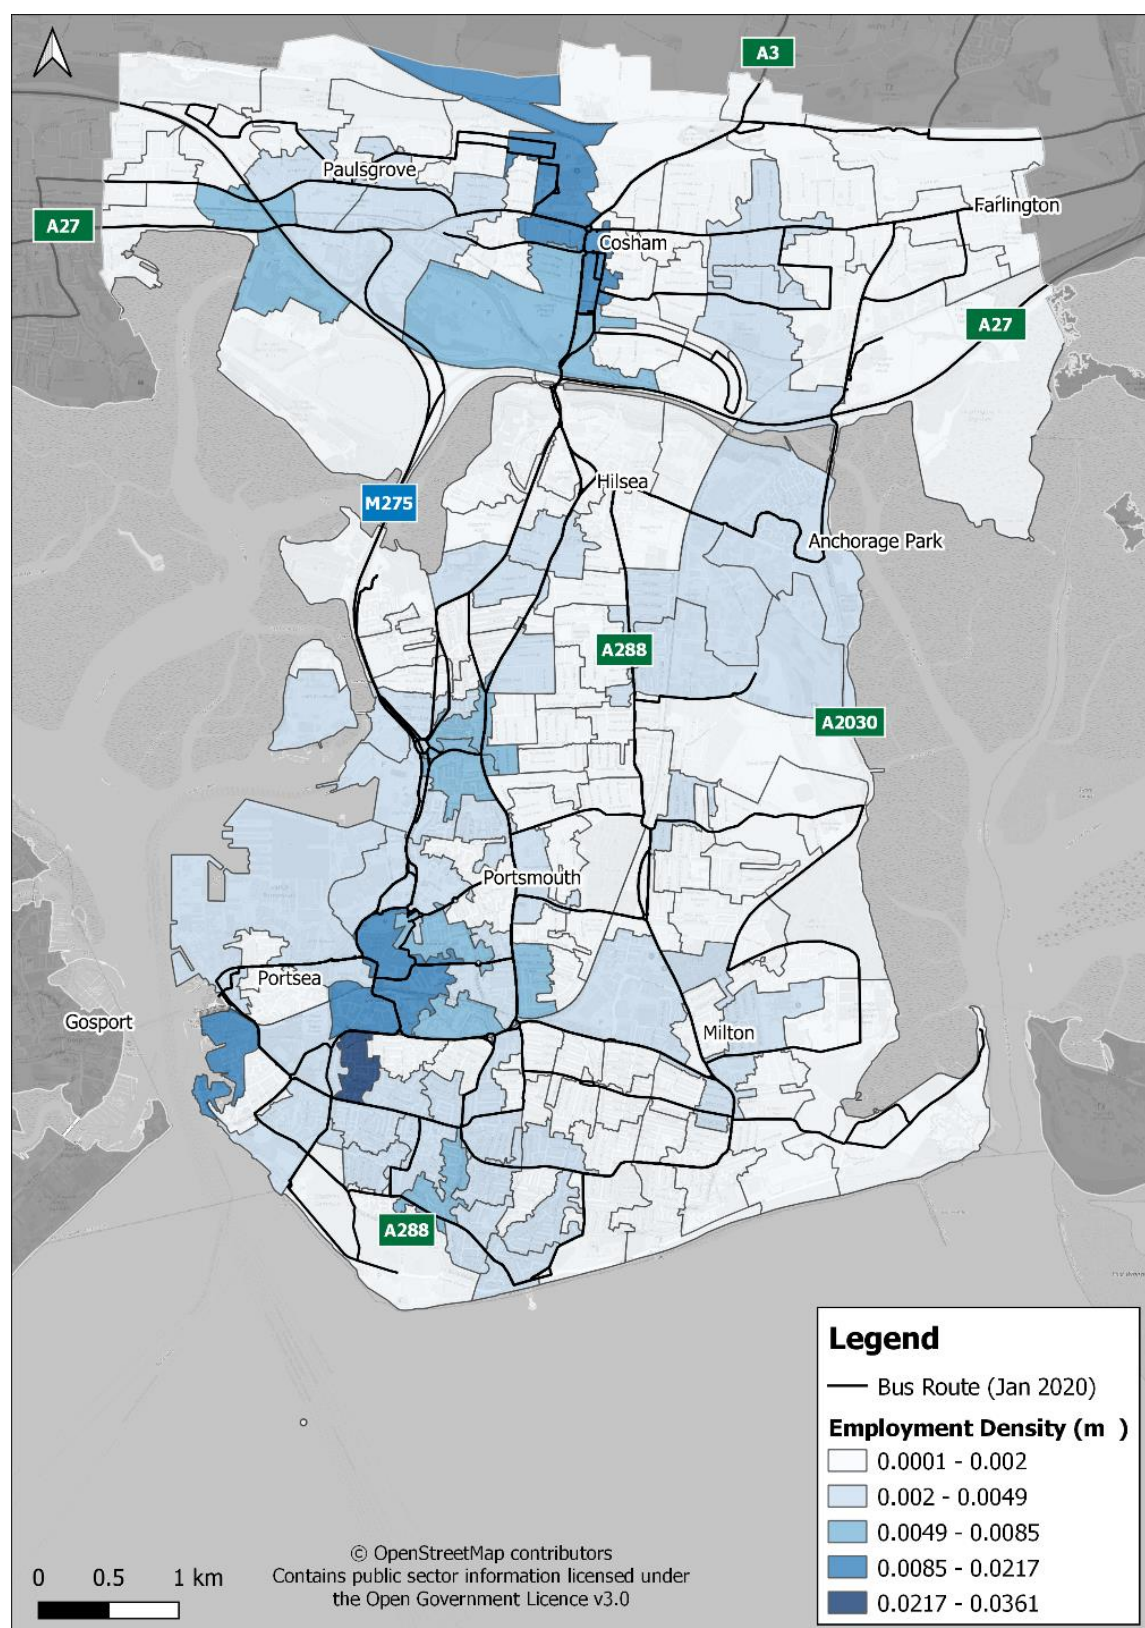 A3
Paulsgrove
Farlington
A27
Cosham
A27
Hilsea
M275
Anchorage Park
A288
A2030
Portsmouth
Portsea
Gosport
Milton
A288
Legend
Bus Route (Jan 2020)
Employment Density (m )
0.0001 - 0.002
0.002 - 0.0049
0.0049 - 0.0085
0.0085 - 0.0217
0.0217 - 0.0361
© OpenStreetMap contributors
Contains public sector information licensed under
the Open Government Licence v3.0
0 0.5 1 km